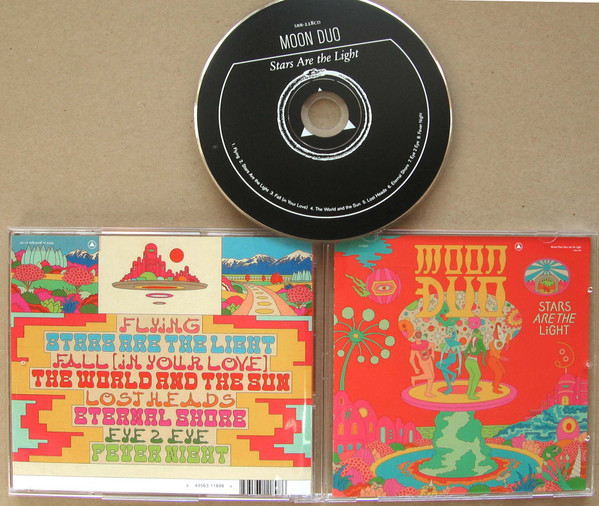 SBR-218CD
MOON DUO
Stars Are the Light
1. Flying 2. Stars Are the Light 3. Fall (in Your Love) 4. The World and the Sun 5. Lost Heads 6. Eternal Shore 7. Eye 2 Eye 8. Fever Night
FLYING
STARS ARE THE LIGHT
FALL (iN YOUR LOVE)
THE WORLD AND THE SUN
LOST HEADS
ETERNAL SHORE
EYE 2 EYE
FEVER NIGHT
MOON
DUO
STARS
ARE THE
LiGHT